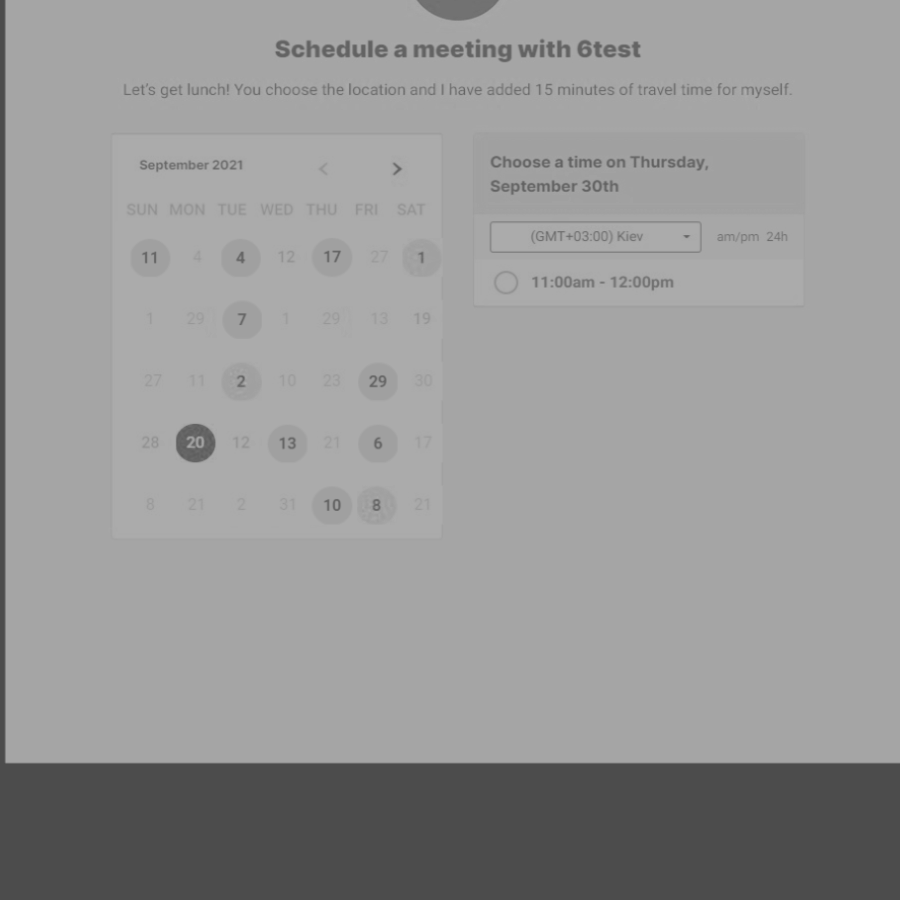 Schedule a meeting with 6test
Let's get lunch! You choose the location and I have added 15 minutes of travel time for myself.
September 2021 < >
SUN MON TUE WED THU FRI SAT
11 4 4 12 17 27 1
1 29 7 1 29 13 19
27 11 2 10 23 29 30
28 20 12 13 21 6 17
8 21 2 31 10 8 21
Choose a time on Thursday,
September 30th
(GMT+03:00) Kiev am/pm 24h
11:00am - 12:00pm